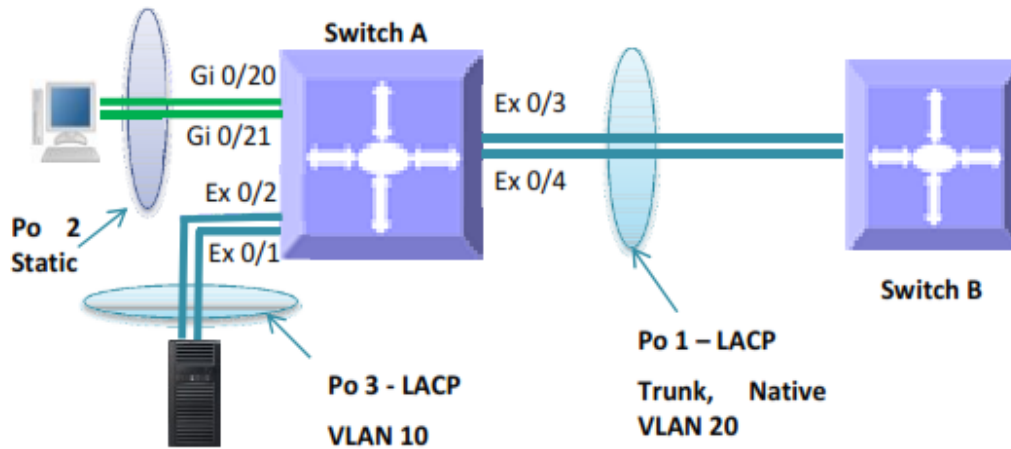 Switch A
Gi 0/20
Gi 0/21
Ex 0/2
Ex 0/1
Ex 0/3
Ex 0/4
Po 2
Static
Switch B
Po 3 - LACP
VLAN 10
Po 1 – LACP
Trunk, Native
VLAN 20